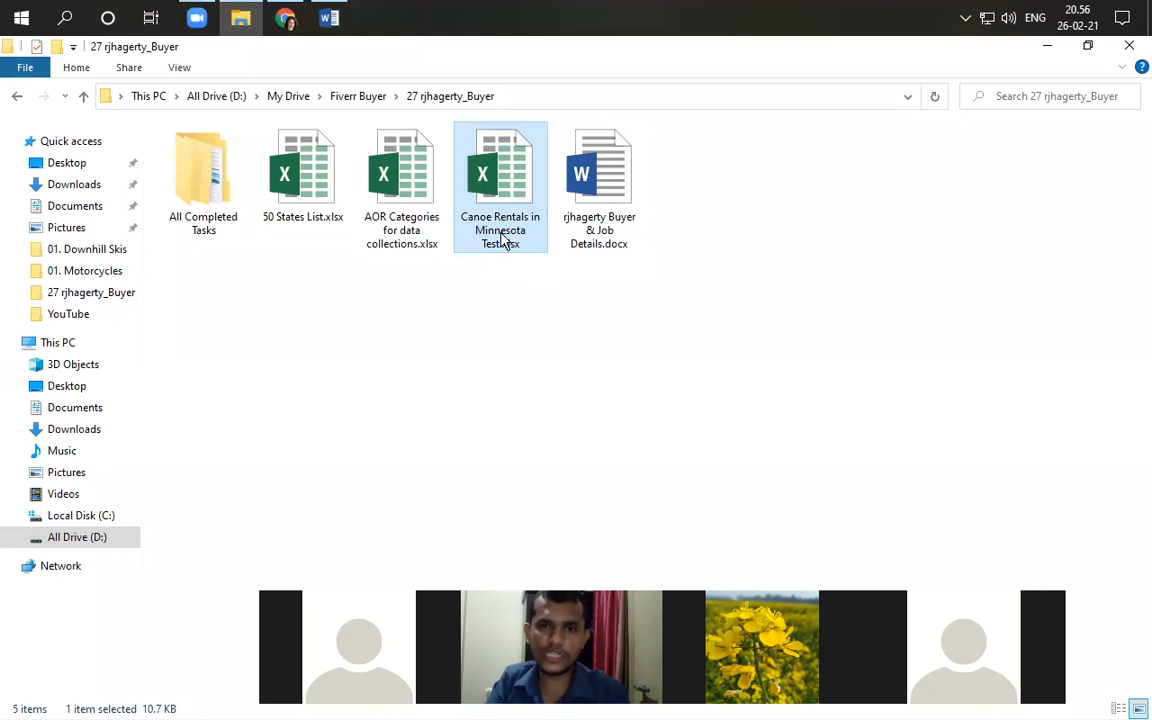 20.56
ENG
26-02-21
27 rjhagerty_Buyer
File
Home
Share
View
This PC
All Drive (D:)
My Drive
Fiverr Buyer
27 rjhagerty_Buyer
Search 27 rjhagerty_Buyer
Quick access
Desktop
Downloads
Documents
Pictures
01. Downhill Skis
01. Motorcycles
27 rjhagerty_Buyer
YouTube
This PC
3D Objects
Desktop
Documents
Downloads
Music
Pictures
Videos
Local Disk (C:)
All Drive (D:)
Network
All Completed
Tasks
50 States List.xlsx
AOR Categories
for data
collections.xlsx
Canoe Rentals in
Minnesota
rjhagerty Buyer
& Job
Details.docx
5 items
1 item selected 10.7 KB